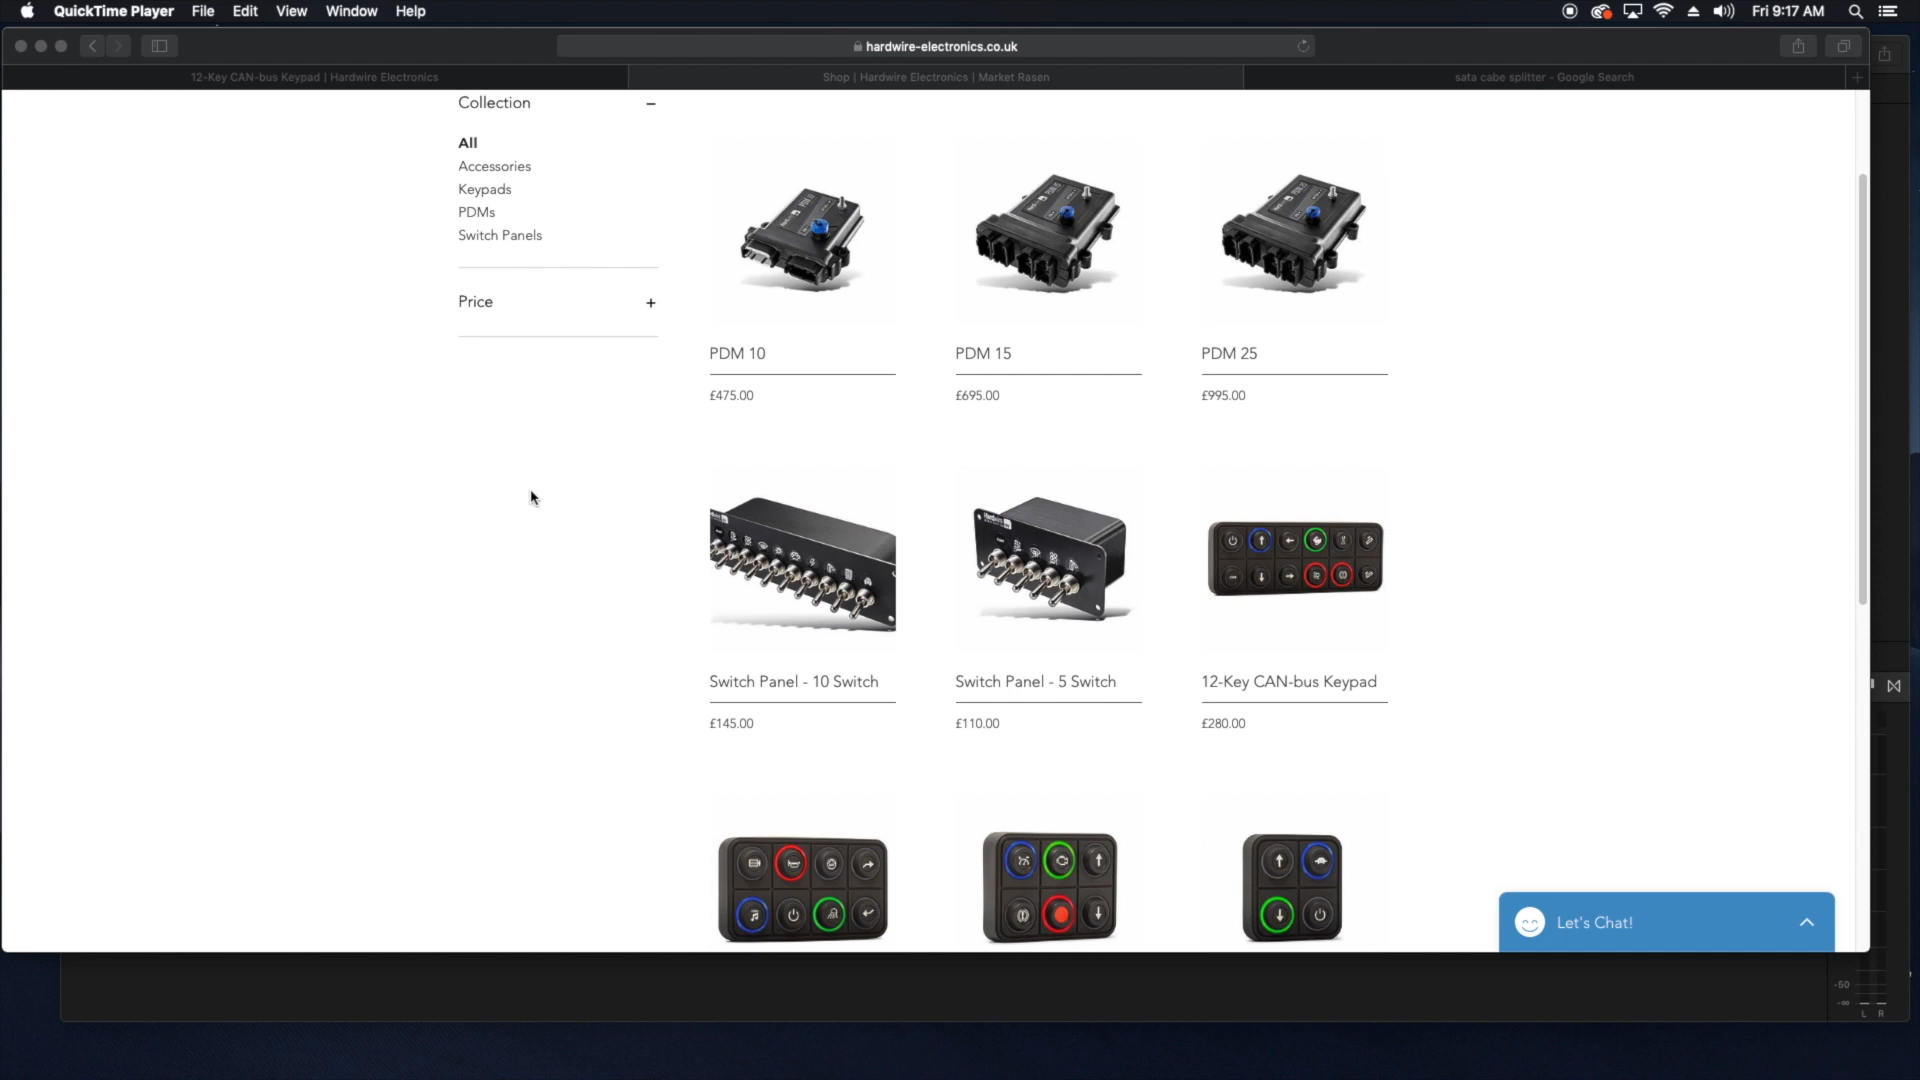 QuickTime Player File Edit View Window Help Fri 9:17 AM
hardwire-electronics.co.uk
12-Key CAN-bus Keypad | Hardwire Electronics
Shop | Hardwire Electronics | Market Rasen
sata cabe splitter - Google Search
Collection
All
Accessories
Keypads
PDMs
Switch Panels
Price
PDM 10
£475.00
PDM 15
£695.00
PDM 25
£995.00
Switch Panel - 10 Switch
£145.00
Switch Panel - 5 Switch
£110.00
12-Key CAN-bus Keypad
£280.00
Let's Chat!
-50
-∞
L R